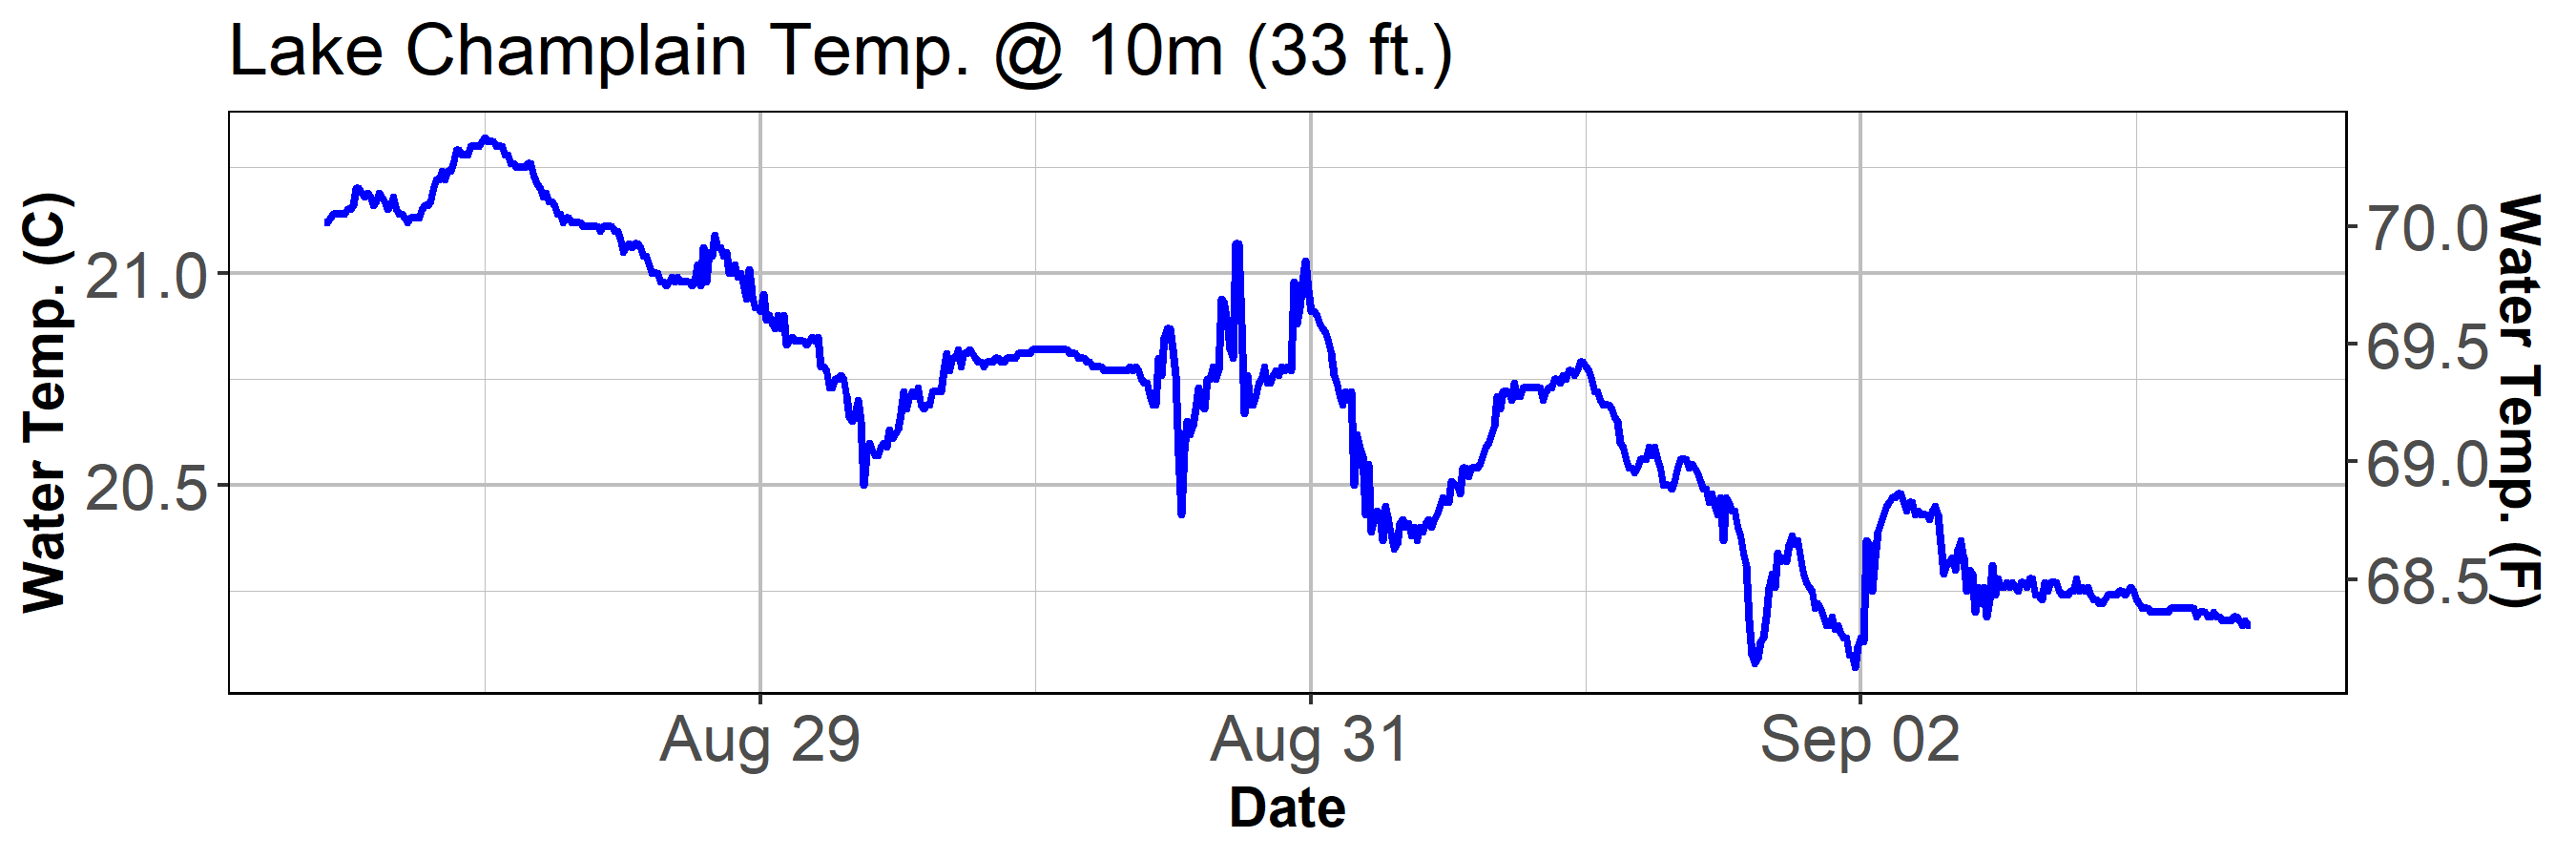 Lake Champlain Temp. @ 10m (33 ft.)
Water Temp. (C)
21.0
20.5
70.0
69.5
69.0
68.5
Water Temp. (F)
Aug 29
Aug 31
Sep 02
Date